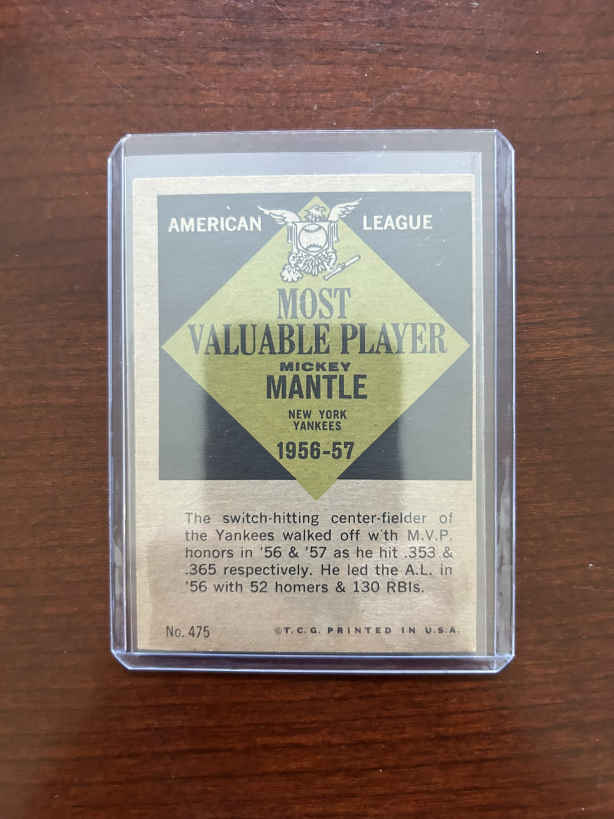 AMERICAN LEAGUE
MOST
VALUABLE PLAYER
MICKEY
MANTLE
NEW YORK
YANKEES
1956-57
The switch-hitting center-fielder of
the Yankees walked off with M.V.P.
honors in '56 & '57 as he hit .353 &
.365 respectively. He led the A.L. in
'56 with 52 homers & 130 RBIs.
No. 475 ©T.C.G. PRINTED IN U.S.A.